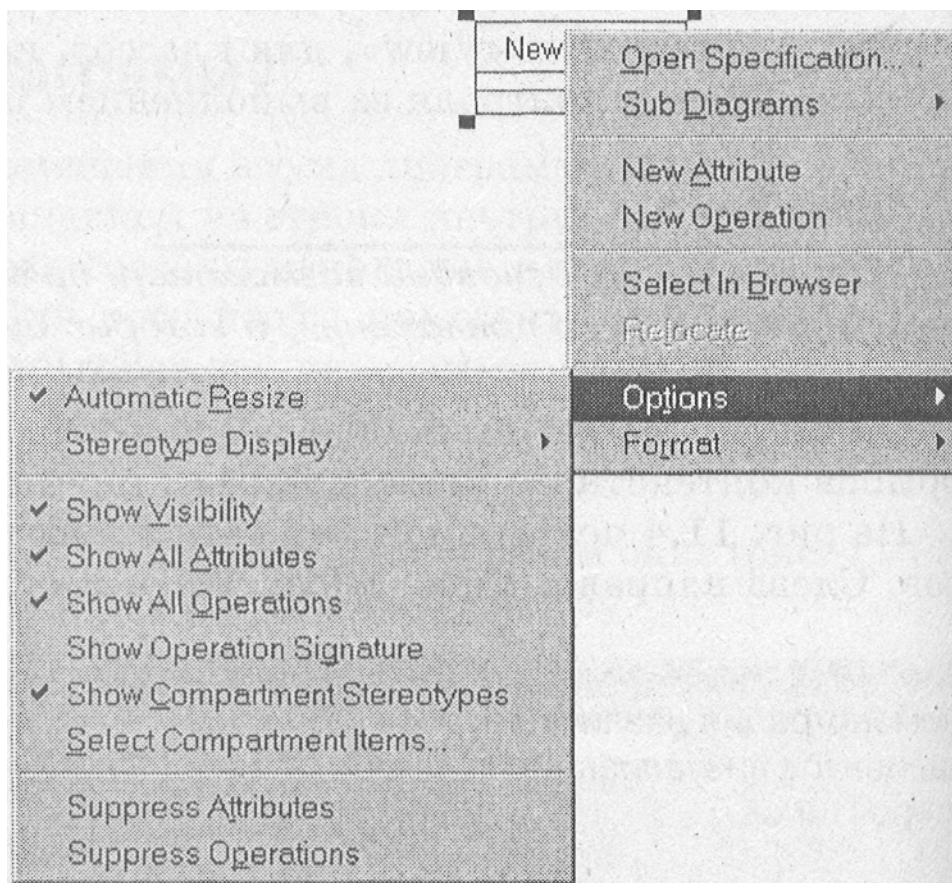 New
Open Specification...
Sub Diagrams
New Attribute
New Operation
Select In Browser
Relocate
Options
Format
Automatic Resize
Stereotype Display
Show Visibility
Show All Attributes
Show All Operations
Show Operation Signature
Show Compartment Stereotypes
Select Compartment Items...
Suppress Attributes
Suppress Operations